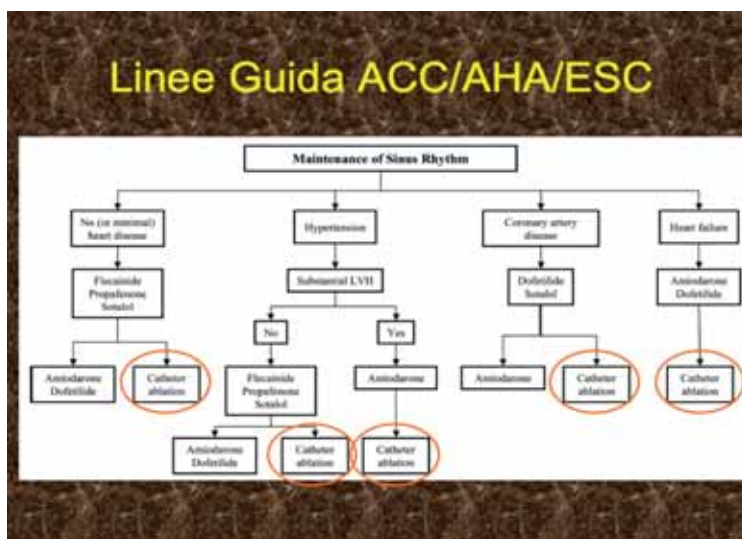 Linee Guida ACC/AHA/ESC
Maintenance of Sinus Rhythm
No (or minimal)
heart disease
Hypertension
Coronary artery
disease
Heart failure
Flecainide
Propafenone
Sotalol
Substantial LVH
Dofetilide
Sotalol
Amiodarone
Dofetilide
No
Yes
Amiodarone
Dofetilide
Catheter
ablation
Flecainide
Propafenone
Sotalol
Amiodarone
Amiodarone
Catheter
ablation
Catheter
ablation
Amiodarone
Dofetilide
Catheter
ablation
Catheter
ablation